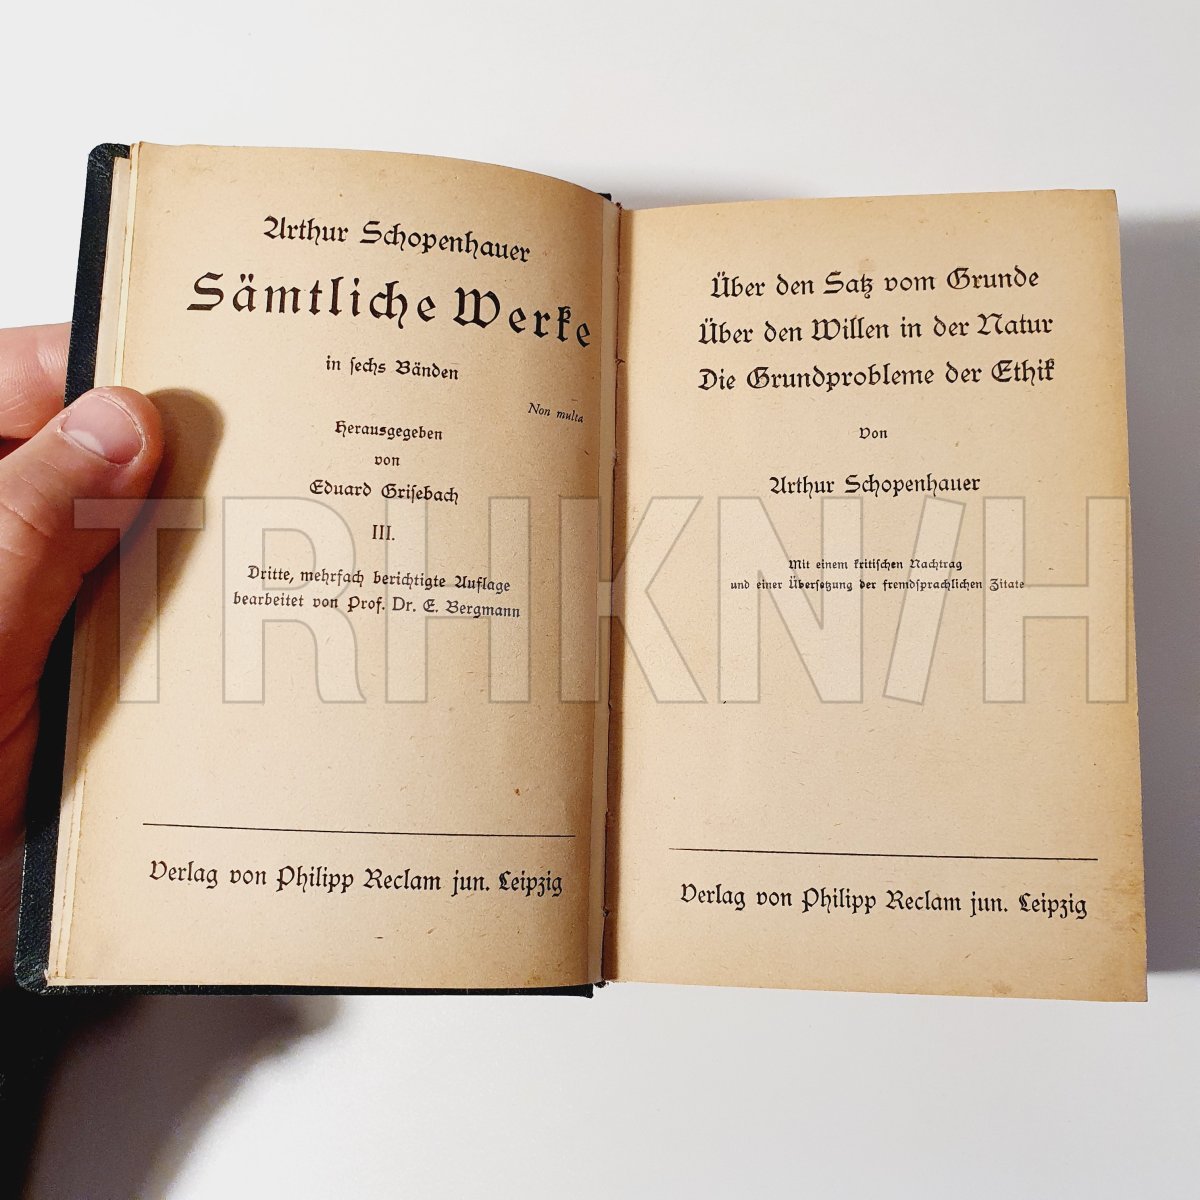 Arthur Schopenhauer
Sämtliche Werke
in sechs Bänden
Non multa
Herausgegeben
von
Eduard Grisebach
III.
Dritte, mehrfach berichtigte Auflage
bearbeitet von Prof. Dr. E. Bergmann
Verlag von Philipp Reclam jun. Leipzig
Über den Satz vom Grunde
Über den Willen in der Natur
Die Grundprobleme der Ethik
Von
Arthur Schopenhauer
Mit einem kritischen Nachtrag
und einer Übersetzung der fremdsprachlichen Zitate
Verlag von Philipp Reclam jun. Leipzig
TRHKN/H